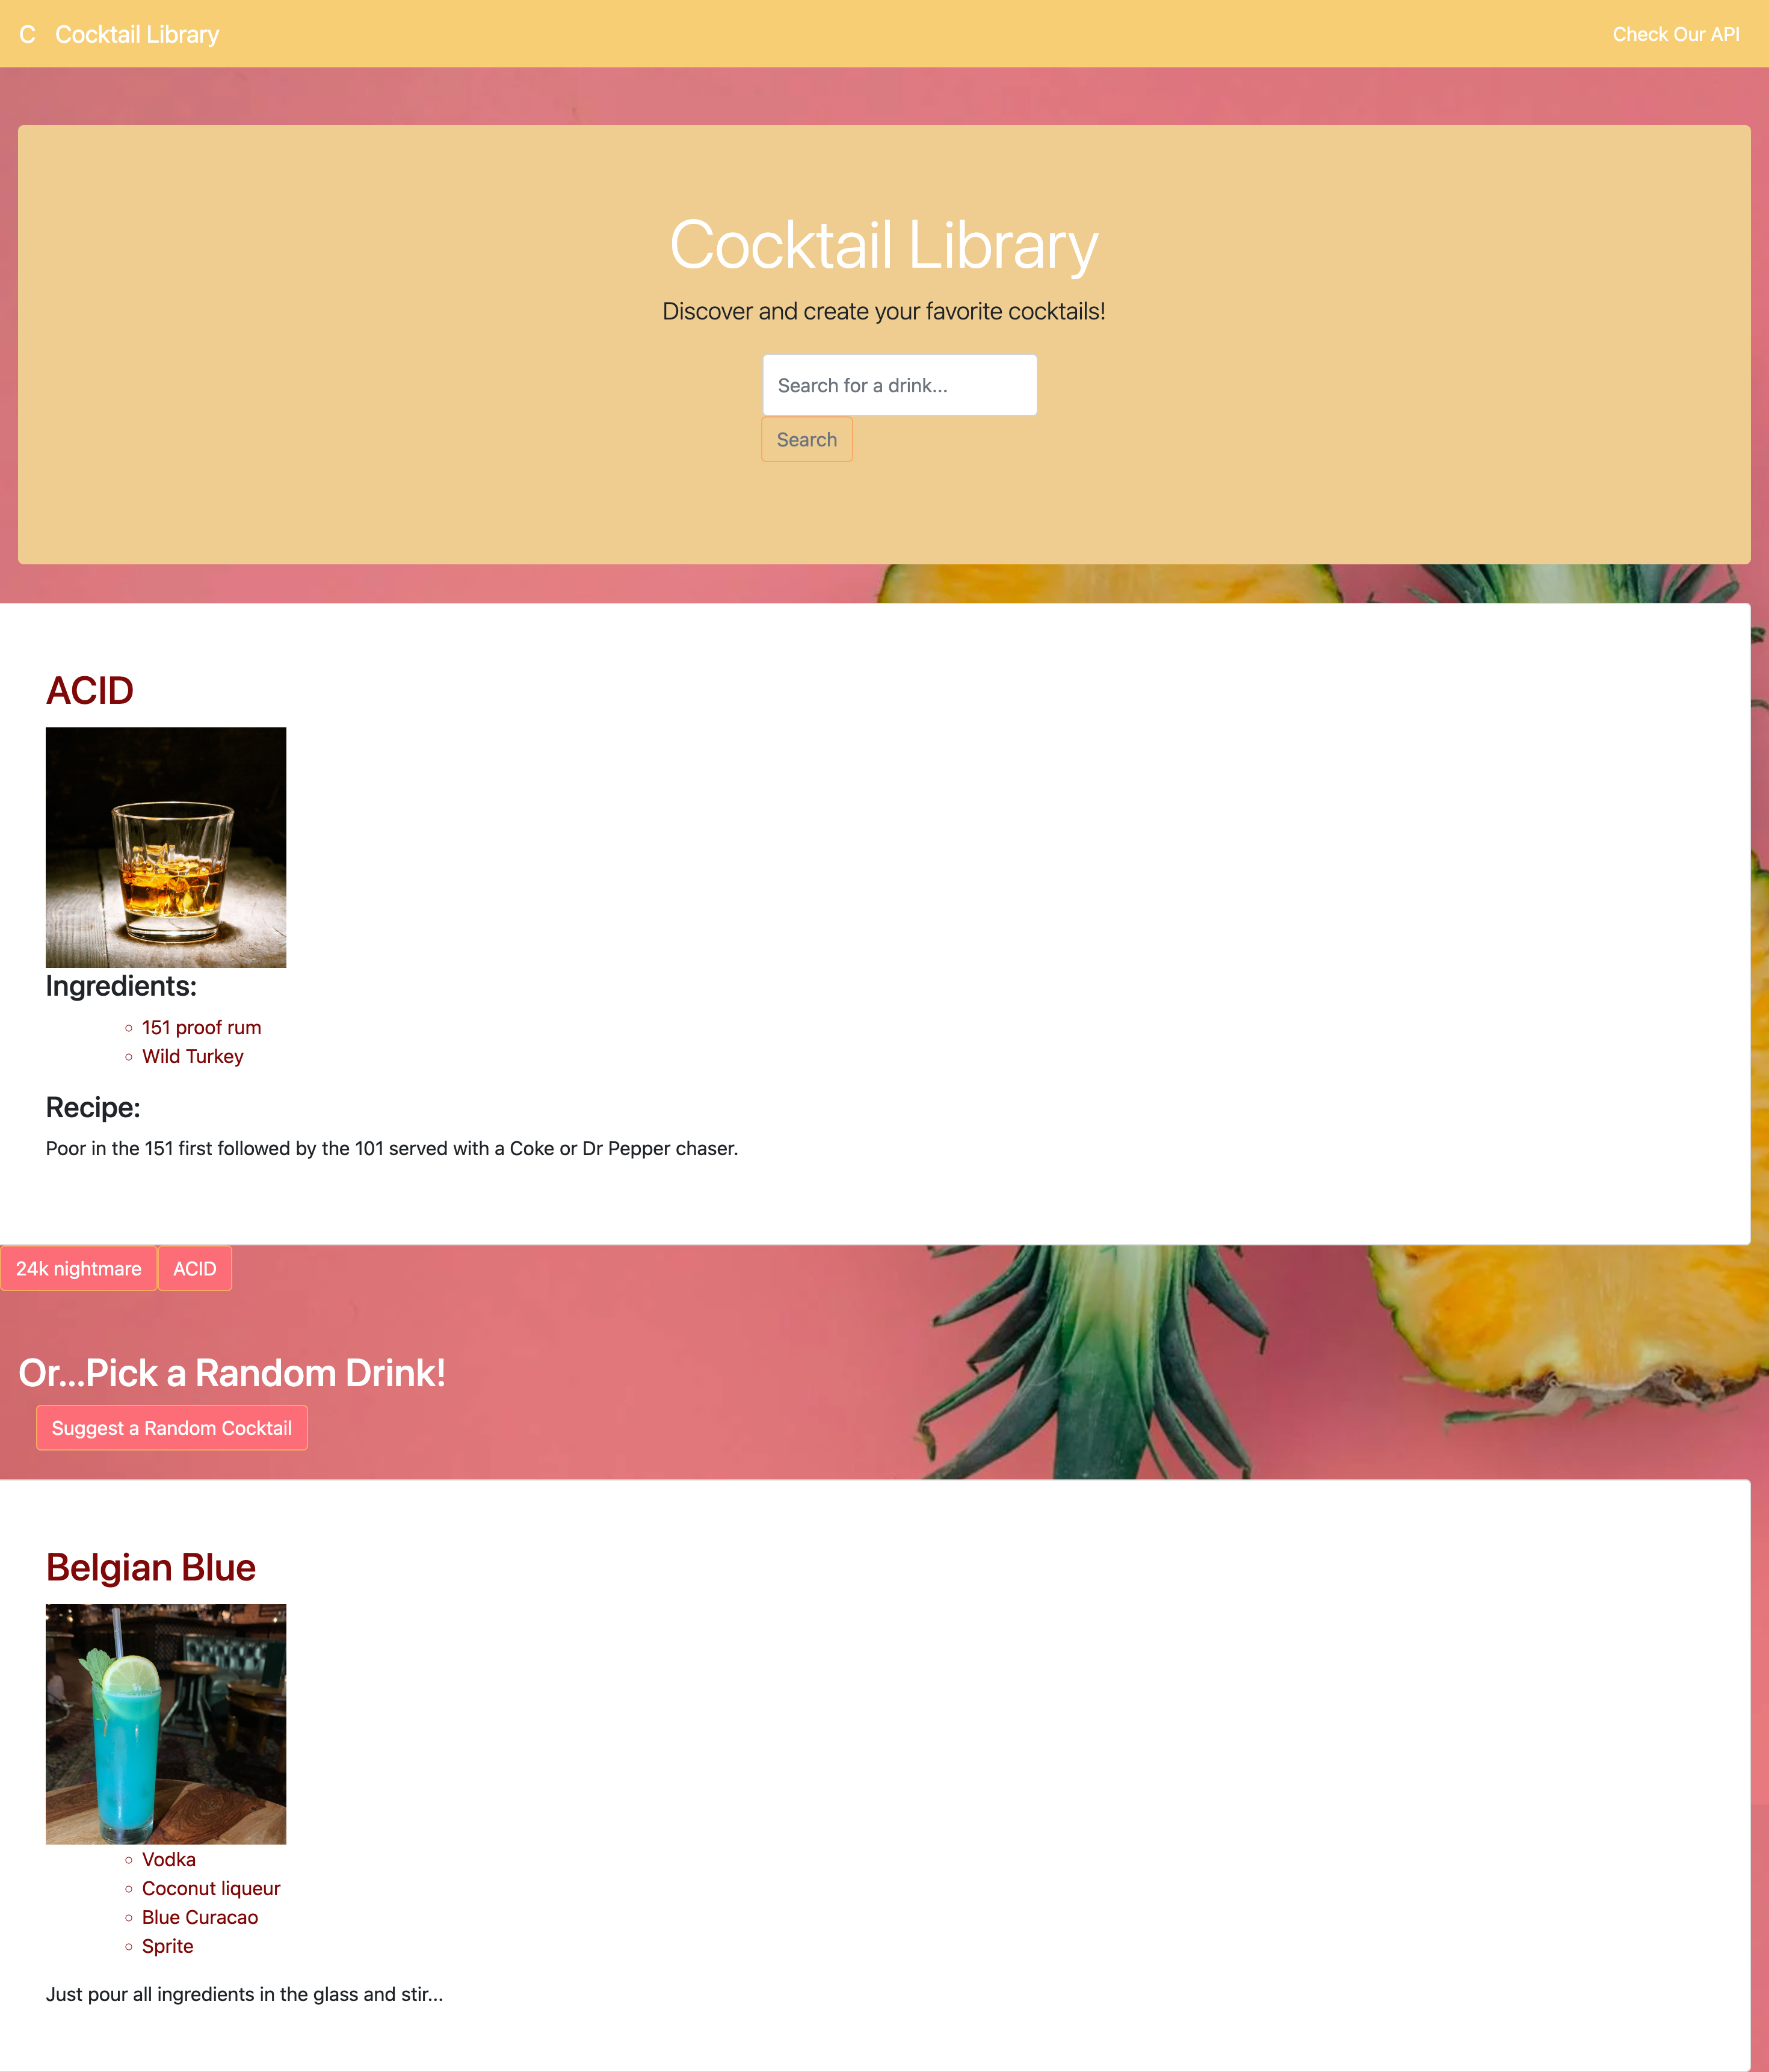 C Cocktail Library Check Our API
Cocktail Library
Discover and create your favorite cocktails!
Search for a drink...
Search
ACID
Ingredients:
151 proof rum
Wild Turkey
Recipe:
Poor in the 151 first followed by the 101 served with a Coke or Dr Pepper chaser.
24k nightmare ACID
Or...Pick a Random Drink!
Suggest a Random Cocktail
Belgian Blue
Vodka
Coconut liqueur
Blue Curacao
Sprite
Just pour all ingredients in the glass and stir...